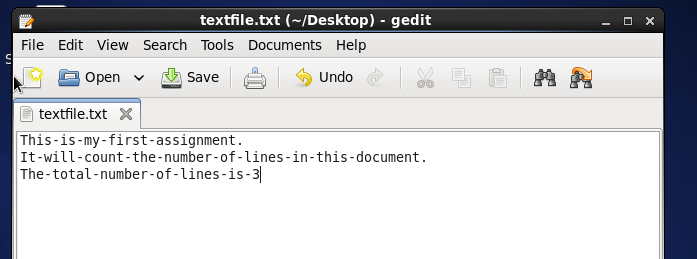 textfile.txt (~/Desktop) - gedit
File Edit View Search Tools Documents Help
Open Save Undo
textfile.txt
This-is-my-first-assignment.
It-will-count-the-number-of-lines-in-this-document.
The-total-number-of-lines-is-3